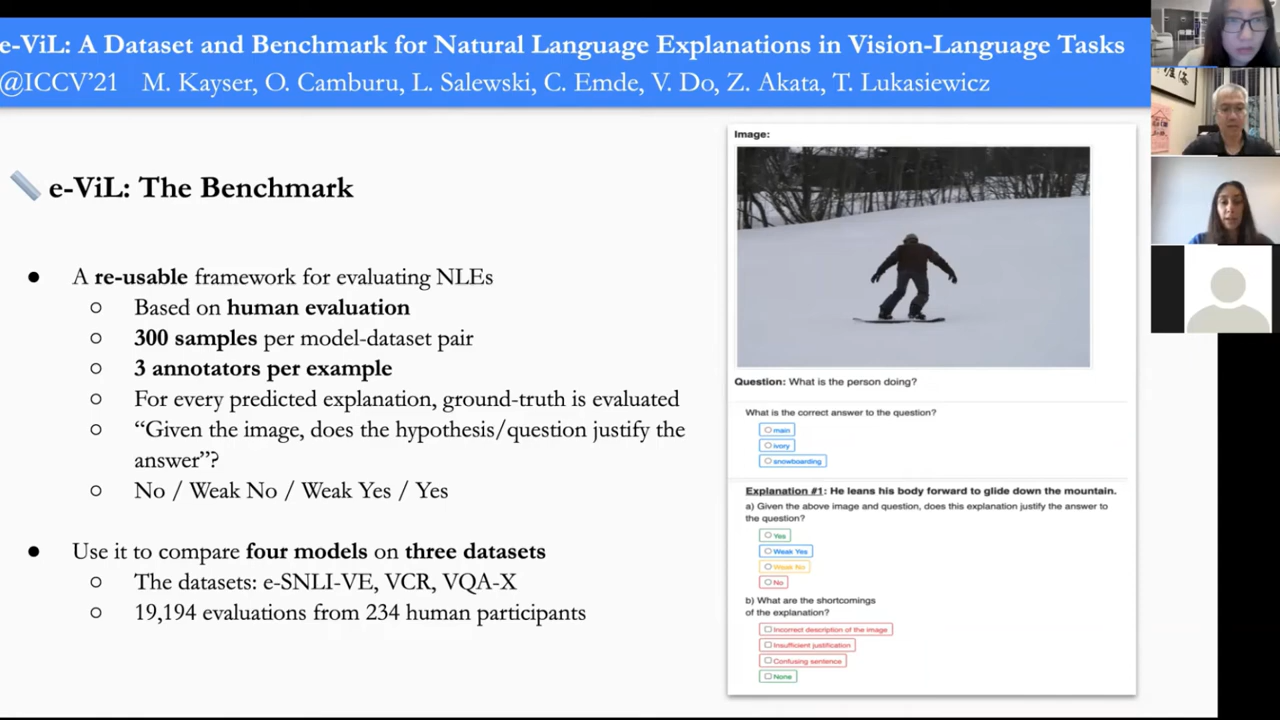 e-ViL: A Dataset and Benchmark for Natural Language Explanations in Vision-Language Tasks
@ICCV'21 M. Kayser, O. Camburu, L. Salewski, C. Emde, V. Do, Z. Akata, T. Lukasiewicz
e-ViL: The Benchmark
● A re-usable framework for evaluating NLEs
○ Based on human evaluation
○ 300 samples per model-dataset pair
○ 3 annotators per example
○ For every predicted explanation, ground-truth is evaluated
○ “Given the image, does the hypothesis/question justify the
answer”?
○ No / Weak No / Weak Yes / Yes
● Use it to compare four models on three datasets
○ The datasets: e-SNLI-VE, VCR, VQA-X
○ 19,194 evaluations from 234 human participants
Image:
Question: What is the person doing?
What is the correct answer to the question?
main
ivory
snowboarding
Explanation #1: He leans his body forward to glide down the mountain.
a) Given the above image and question, does this explanation justify the answer to
the question?
Yes
Weak Yes
Weak No
No
b) What are the shortcomings
of the explanation?
Incorrect description of the image
Insufficient justification
Confusing sentence
None